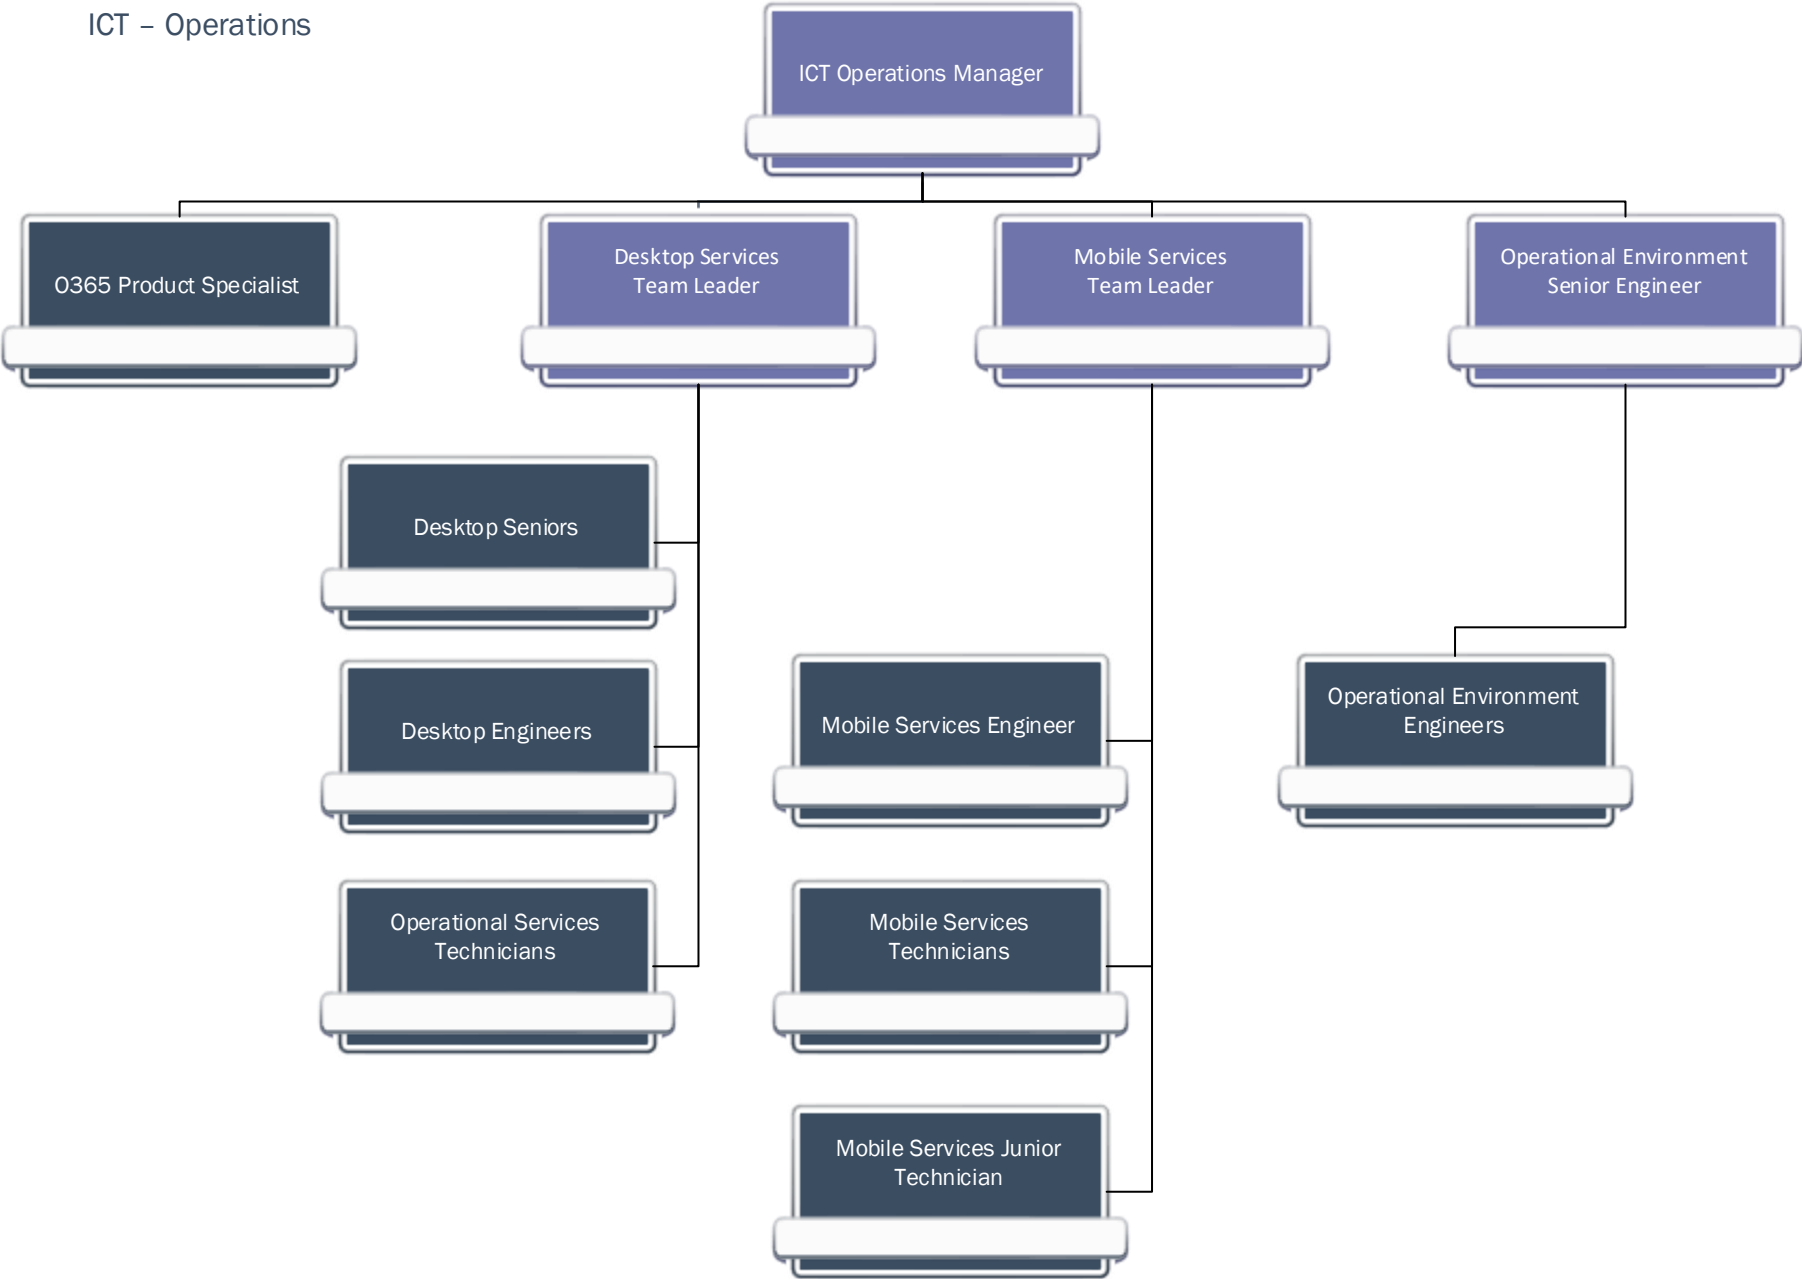 ICT – Operations
ICT Operations Manager
O365 Product Specialist
Desktop Services
Team Leader
Mobile Services
Team Leader
Operational Environment
Senior Engineer
Desktop Seniors
Desktop Engineers
Operational Services
Technicians
Mobile Services Engineer
Mobile Services
Technicians
Mobile Services Junior
Technician
Operational Environment
Engineers